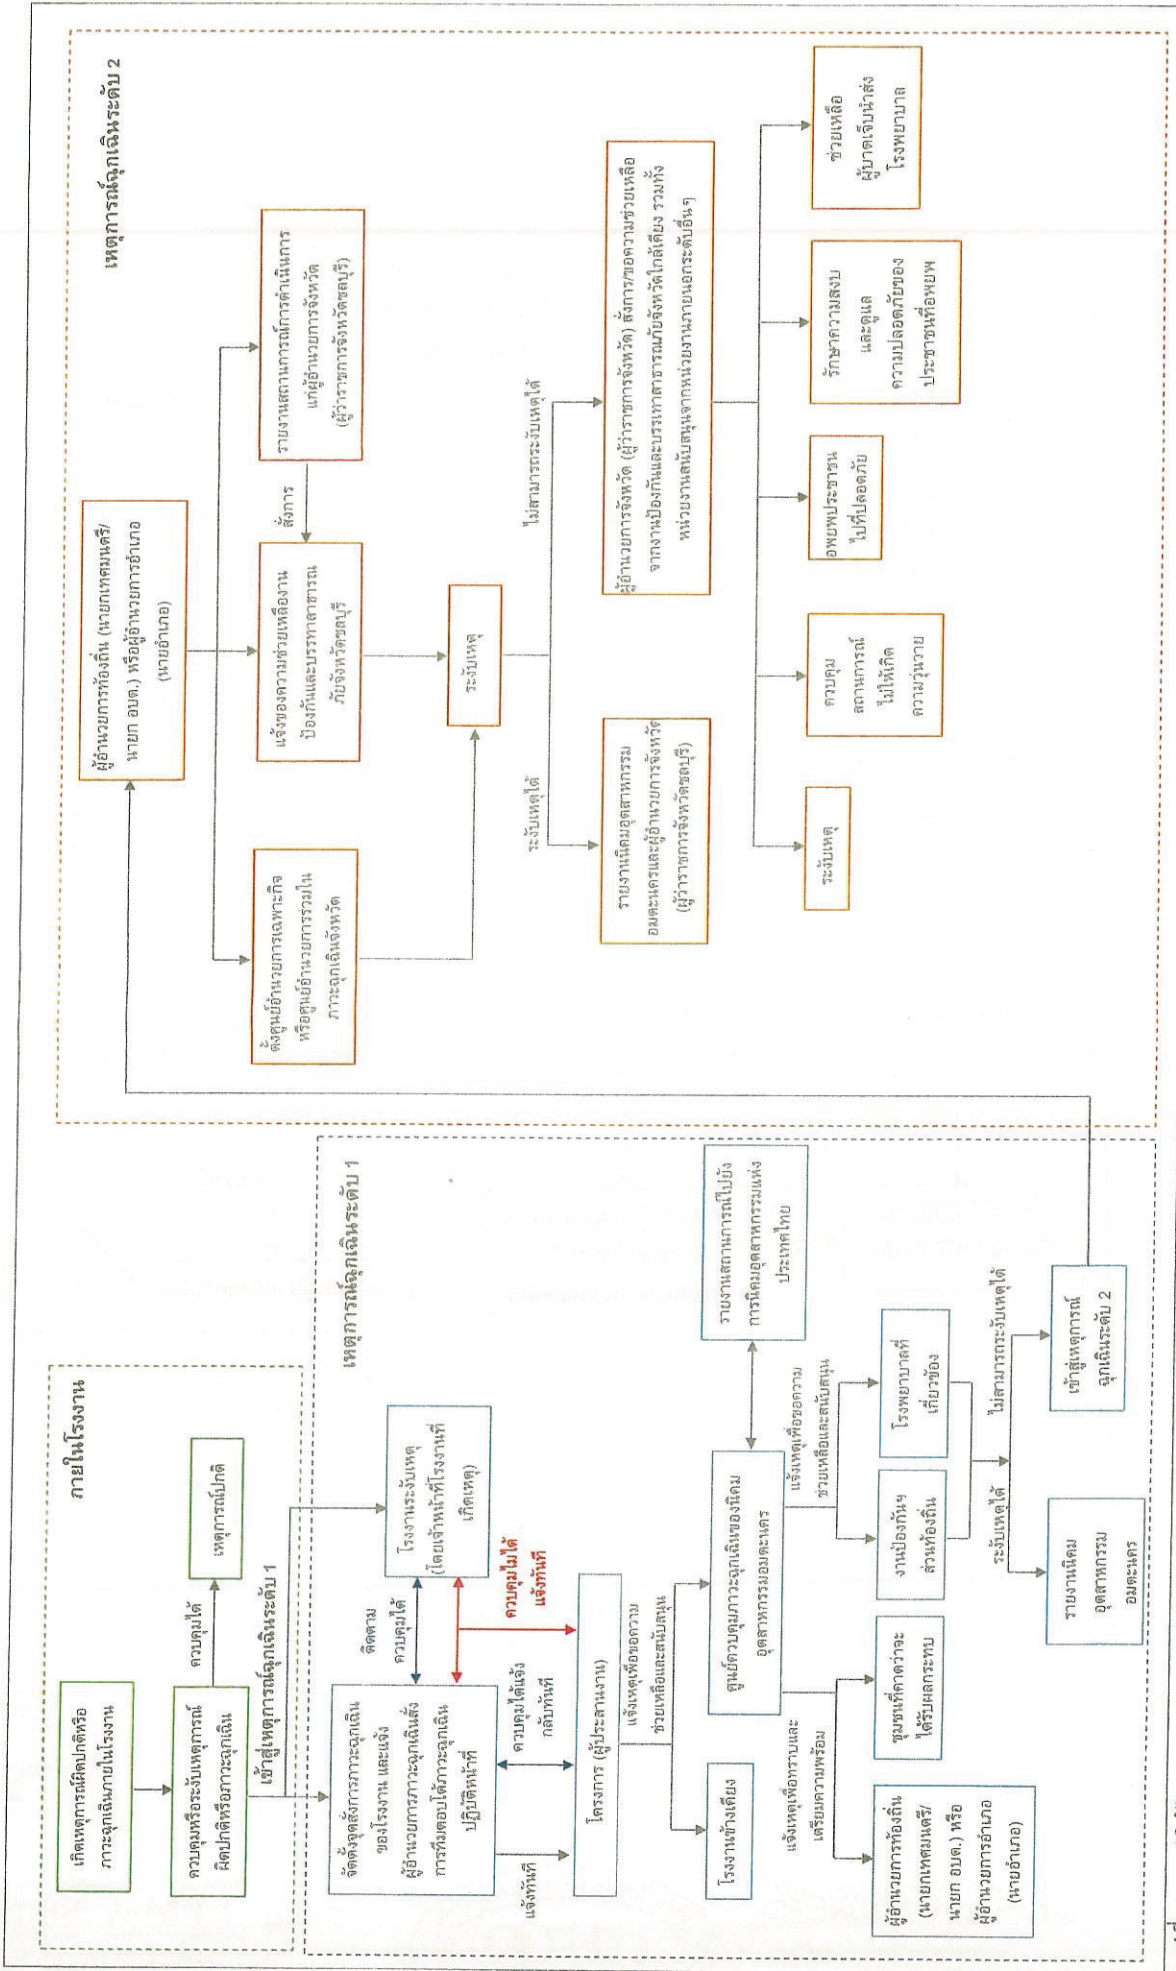 ภายในโรงงาน
เกิดเหตุการณ์ผิดปกติหรือ
ภาวะฉุกเฉินภายในโรงงาน
ควบคุมหรือระงับเหตุการณ์
ผิดปกติหรือภาวะฉุกเฉิน
ควบคุมได้
เหตุการณ์ปกติ
เข้าสู่เหตุการณ์ฉุกเฉินระดับ 1
เหตุการณ์ฉุกเฉินระดับ 1
จัดตั้งจุดสั่งการภาวะฉุกเฉิน
ของโรงงาน และแจ้ง
ผู้อำนวยการภาวะฉุกเฉินสั่ง
การทีมตอบโต้ภาวะฉุกเฉิน
ปฏิบัติหน้าที่
ติดตาม
ควบคุมได้
โรงงานระงับเหตุ
(โดยเจ้าหน้าที่โรงงานที่
เกิดเหตุ)
แจ้งทันที
ควบคุมได้แจ้ง
กลับทันที
ควบคุมไม่ได้
แจ้งทันที
โครงการ (ผู้ประสานงาน)
แจ้งเหตุเพื่อขอความ
ช่วยเหลือและสนับสนุน
โรงงานข้างเคียง
ศูนย์ควบคุมภาวะฉุกเฉินของนิคม
อุตสาหกรรมอมตะนคร
รายงานสถานการณ์ไปยัง
การนิคมอุตสาหกรรมแห่ง
ประเทศไทย
แจ้งเหตุเพื่อทราบและ
เตรียมความพร้อม
แจ้งเหตุเพื่อขอความ
ช่วยเหลือและสนับสนุน
ผู้อำนวยการท้องถิ่น
(นายกเทศมนตรี/
นายก อบต.) หรือ
ผู้อำนวยการอำเภอ
(นายอำเภอ)
ชุมชนที่คาดว่าจะ
ได้รับผลกระทบ
งานป้องกันฯ
ส่วนท้องถิ่น
โรงพยาบาลที่
เกี่ยวข้อง
ระงับเหตุได้
ไม่สามารถระงับเหตุได้
รายงานนิคม
อุตสาหกรรม
อมตะนคร
เข้าสู่เหตุการณ์
ฉุกเฉินระดับ 2
เหตุการณ์ฉุกเฉินระดับ 2
ผู้อำนวยการท้องถิ่น (นายกเทศมนตรี/
นายก อบต.) หรือผู้อำนวยการอำเภอ
(นายอำเภอ)
ตั้งศูนย์อำนวยการเฉพาะกิจ
หรือศูนย์อำนวยการร่วมใน
ภาวะฉุกเฉินจังหวัด
แจ้งของความช่วยเหลืองาน
ป้องกันและบรรทาสาธารณ
ภัยจังหวัดชลบุรี
สั่งการ
รายงานสถานการณ์การดำเนินการ
แก่ผู้อำนวยการจังหวัด
(ผู้ว่าราชการจังหวัดชลบุรี)
ระงับเหตุ
ระงับเหตุได้
ไม่สามารถระงับเหตุได้
รายงานนิคมอุตสาหกรรม
อมตะนครและผู้อำนวยการจังหวัด
(ผู้ว่าราชการจังหวัดชลบุรี)
ผู้อำนวยการจังหวัด (ผู้ว่าราชการจังหวัด) สั่งการ/ขอความช่วยเหลือ
จากงานป้องกันและบรรเทาสาธารณภัยจังหวัดใกล้เคียง รวมทั้ง
หน่วยงานสนับสนุนจากหน่วยงานภายนอกระดับอื่นๆ
ระงับเหตุ
ควบคุม
สถานการณ์
ไม่ให้เกิด
ความวุ่นวาย
อพยพประชาชน
ไปที่ปลอดภัย
รักษาความสงบ
และดูแล
ความปลอดภัยของ
ประชาชนที่อพยพ
ช่วยเหลือ
ผู้บาดเจ็บนำส่ง
โรงพยาบาล